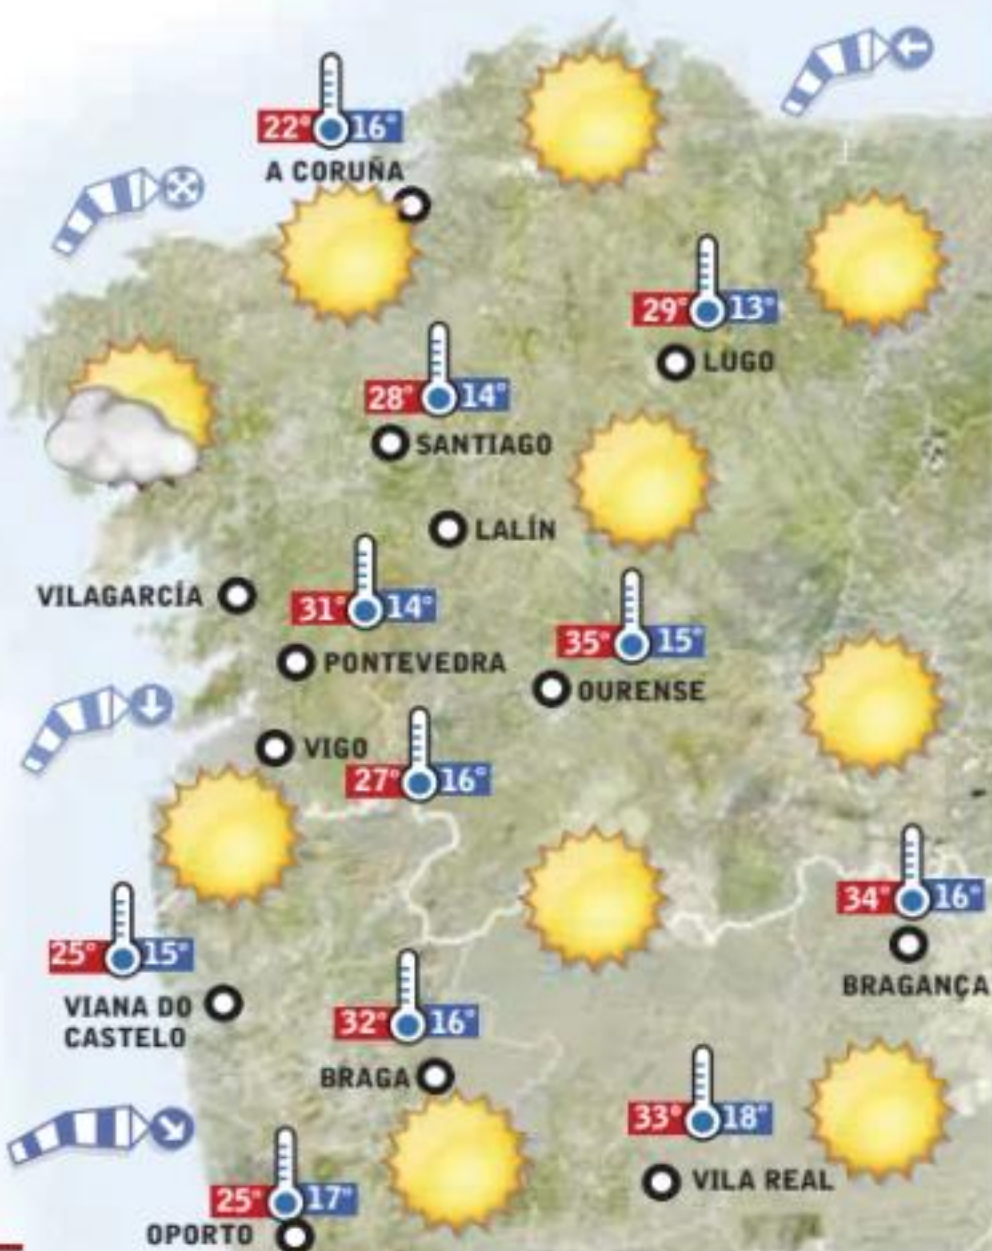 22° 16°
A CORUÑA
29° 13°
LUGO
28° 14°
SANTIAGO
LALÍN
VILAGARCÍA
31° 14°
PONTEVEDRA
35° 15°
OURENSE
VIGO
27° 16°
34° 16°
BRAGANÇA
25° 15°
VIANA DO
CASTELO
32° 16°
BRAGA
33° 18°
VILA REAL
25° 17°
OPORTO